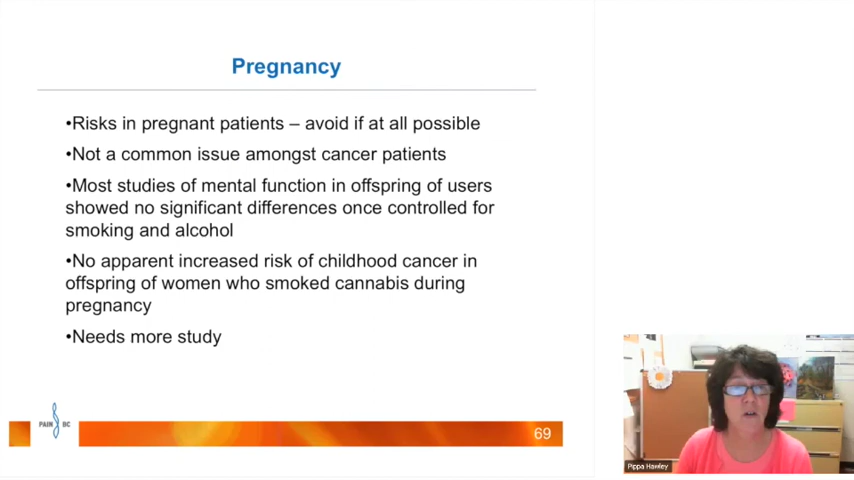 Pregnancy
•Risks in pregnant patients – avoid if at all possible
•Not a common issue amongst cancer patients
•Most studies of mental function in offspring of users
showed no significant differences once controlled for
smoking and alcohol
•No apparent increased risk of childhood cancer in
offspring of women who smoked cannabis during
pregnancy
•Needs more study
PAIN BC
69
Pippa Hawley